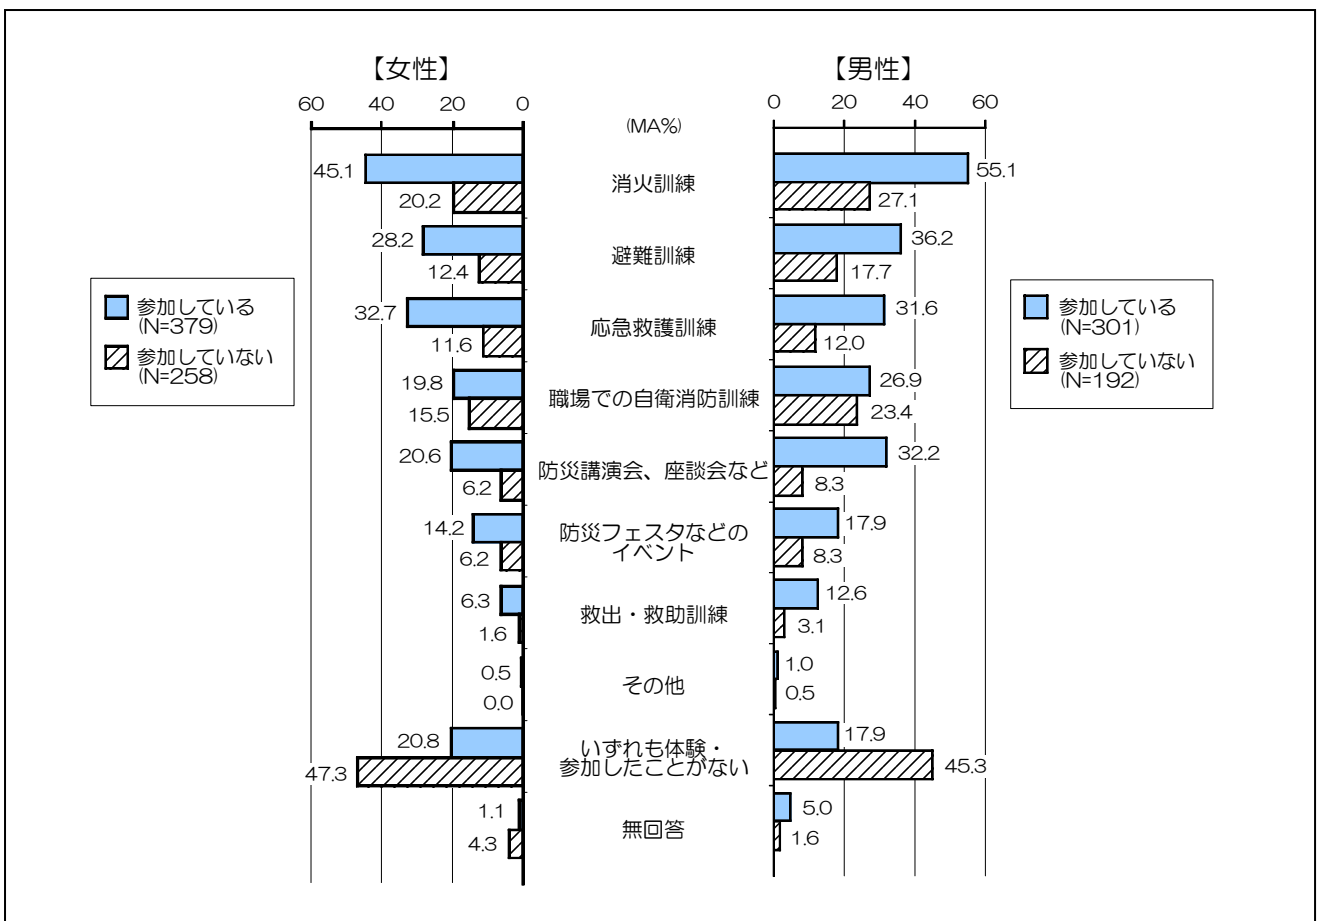 【女性】
【男性】
60 40 20 0
0 20 40 60
(MA%)
45.1
20.2
消火訓練
55.1
27.1
28.2
12.4
避難訓練
36.2
17.7
32.7
11.6
応急救護訓練
31.6
12.0
19.8
15.5
職場での自衛消防訓練
26.9
23.4
20.6
6.2
防災講演会、座談会など
32.2
8.3
14.2
6.2
防災フェスタなどの
イベント
17.9
8.3
6.3
1.6
救出・救助訓練
12.6
3.1
0.5
0.0
その他
1.0
0.5
20.8
47.3
いずれも体験・
参加したことがない
17.9
45.3
1.1
4.3
無回答
5.0
1.6
参加している
(N=379)
参加していない
(N=258)
参加している
(N=301)
参加していない
(N=192)